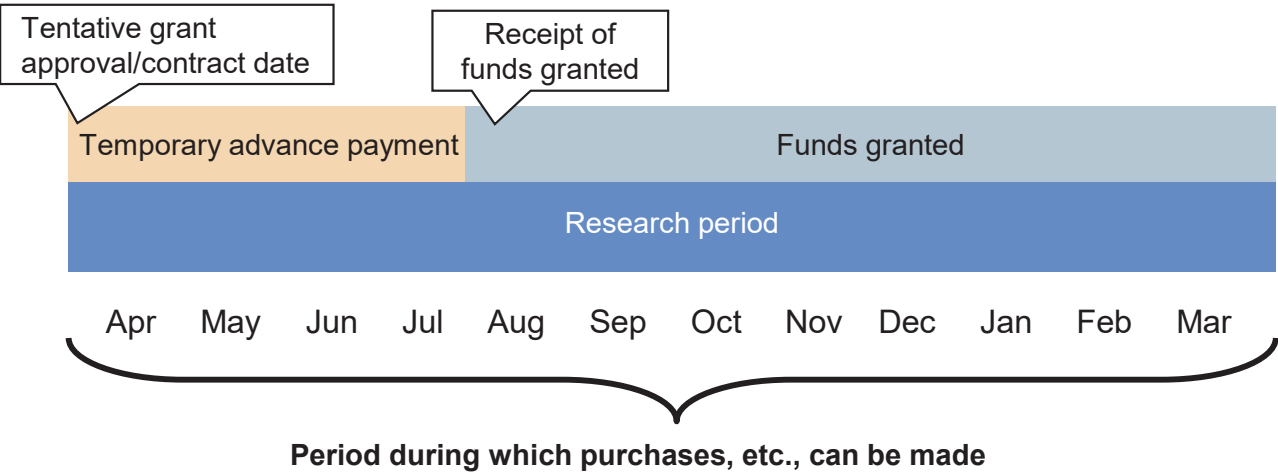 Tentative grant
approval/contract date
Receipt of
funds granted
Temporary advance payment
Funds granted
Research period
Apr May Jun Jul Aug Sep Oct Nov Dec Jan Feb Mar
Period during which purchases, etc., can be made